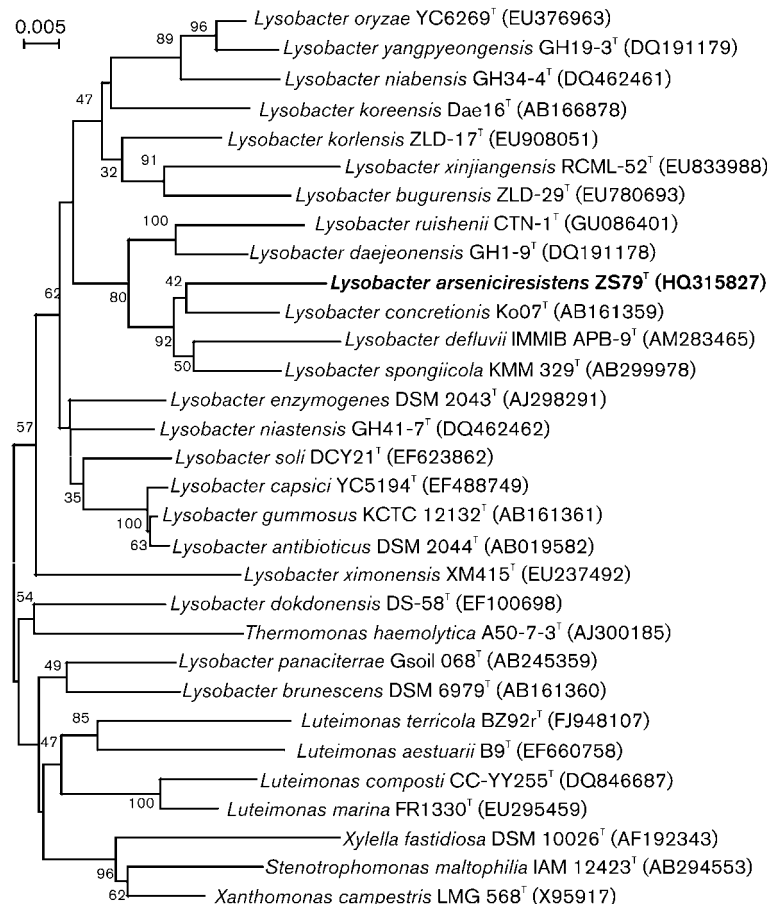 0.005
96
Lysobacter oryzae YC6269ᵀ (EU376963)
89
Lysobacter yangpyeongensis GH19-3ᵀ (DQ191179)
Lysobacter niabensis GH34-4ᵀ (DQ462461)
47
Lysobacter koreensis Dae16ᵀ (AB166878)
Lysobacter korlensis ZLD-17ᵀ (EU908051)
32
91
Lysobacter xinjiangensis RCML-52ᵀ (EU833988)
Lysobacter bugurensis ZLD-29ᵀ (EU780693)
100
Lysobacter ruishenii CTN-1ᵀ (GU086401)
Lysobacter daejeonensis GH1-9ᵀ (DQ191178)
62
80
42
Lysobacter arseniciresistens ZS79ᵀ (HQ315827)
Lysobacter concretionis Ko07ᵀ (AB161359)
92
Lysobacter defluvii IMMIB APB-9ᵀ (AM283465)
50
Lysobacter spongiicola KMM 329ᵀ (AB299978)
Lysobacter enzymogenes DSM 2043ᵀ (AJ298291)
57
Lysobacter niastensis GH41-7ᵀ (DQ462462)
Lysobacter soli DCY21ᵀ (EF623862)
35
Lysobacter capsici YC5194ᵀ (EF488749)
100
Lysobacter gummosus KCTC 12132ᵀ (AB161361)
63
Lysobacter antibioticus DSM 2044ᵀ (AB019582)
Lysobacter ximonensis XM415ᵀ (EU237492)
54
Lysobacter dokdonensis DS-58ᵀ (EF100698)
Thermomonas haemolytica A50-7-3ᵀ (AJ300185)
49
Lysobacter panaciterrae Gsoil 068ᵀ (AB245359)
Lysobacter brunescens DSM 6979ᵀ (AB161360)
47
85
Luteimonas terricola BZ92rᵀ (FJ948107)
Luteimonas aestuarii B9ᵀ (EF660758)
Luteimonas composti CC-YY255ᵀ (DQ846687)
100
Luteimonas marina FR1330ᵀ (EU295459)
Xylella fastidiosa DSM 10026ᵀ (AF192343)
96
Stenotrophomonas maltophilia IAM 12423ᵀ (AB294553)
62
Xanthomonas campestris LMG 568ᵀ (X95917)